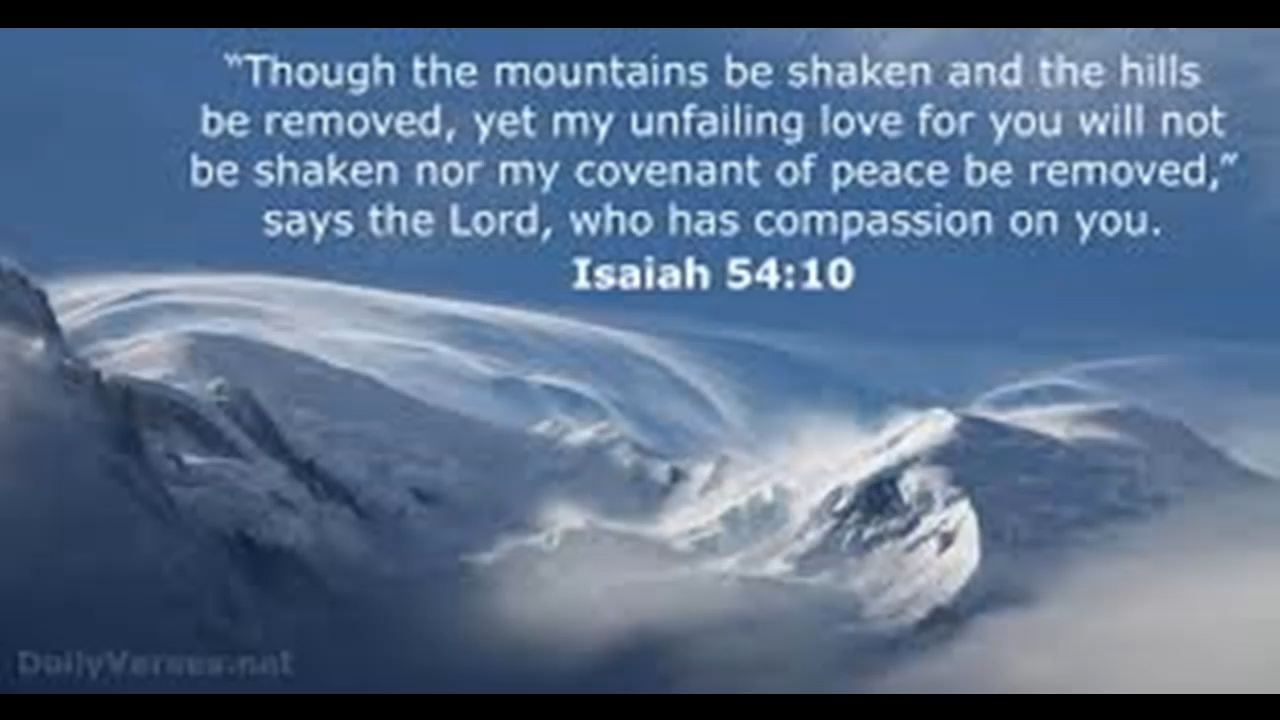 “Though the mountains be shaken and the hills
be removed, yet my unfailing love for you will not
be shaken nor my covenant of peace be removed,”
says the Lord, who has compassion on you.
Isaiah 54:10
DailyVerses.net